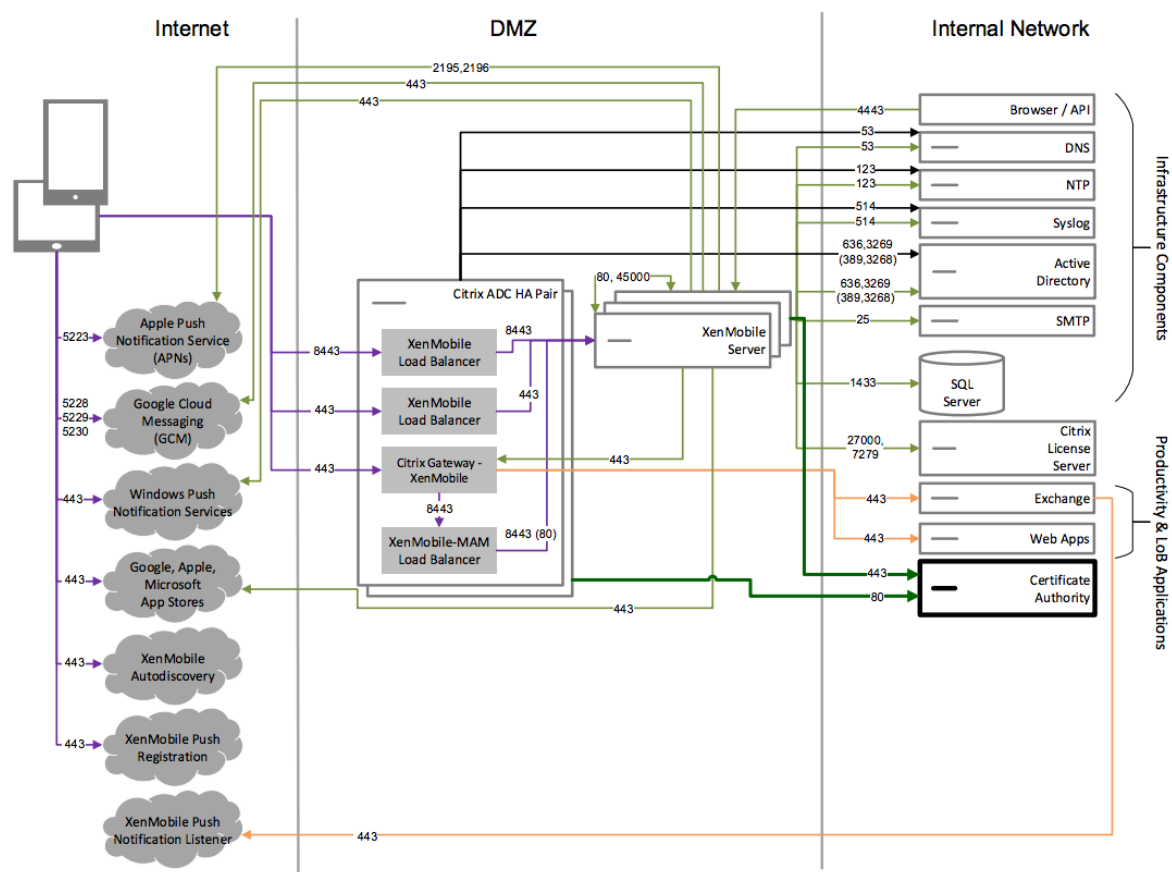 Internet
DMZ
Internal Network
2195,2196
443
443
4443
Browser / API
53
53
DNS
123
123
NTP
514
514
Syslog
636,3269
(389,3268)
636,3269
(389,3268)
Active
Directory
25
SMTP
1433
SQL
Server
27000,
7279
Citrix
License
Server
443
Exchange
443
Web Apps
443
80
Certificate
Authority
Infrastructure Components
Productivity & LoB Applications
80, 45000
Citrix ADC HA Pair
XenMobile
Server
8443
XenMobile
Load Balancer
8443
443
XenMobile
Load Balancer
443
443
Citrix Gateway -
XenMobile
443
8443
XenMobile-MAM
Load Balancer
8443 (80)
443
5223
Apple Push
Notification Service
(APNs)
5228
5229
5230
Google Cloud
Messaging
(GCM)
443
Windows Push
Notification Services
443
Google, Apple,
Microsoft
App Stores
443
XenMobile
Autodiscovery
443
XenMobile Push
Registration
XenMobile Push
Notification Listener
443